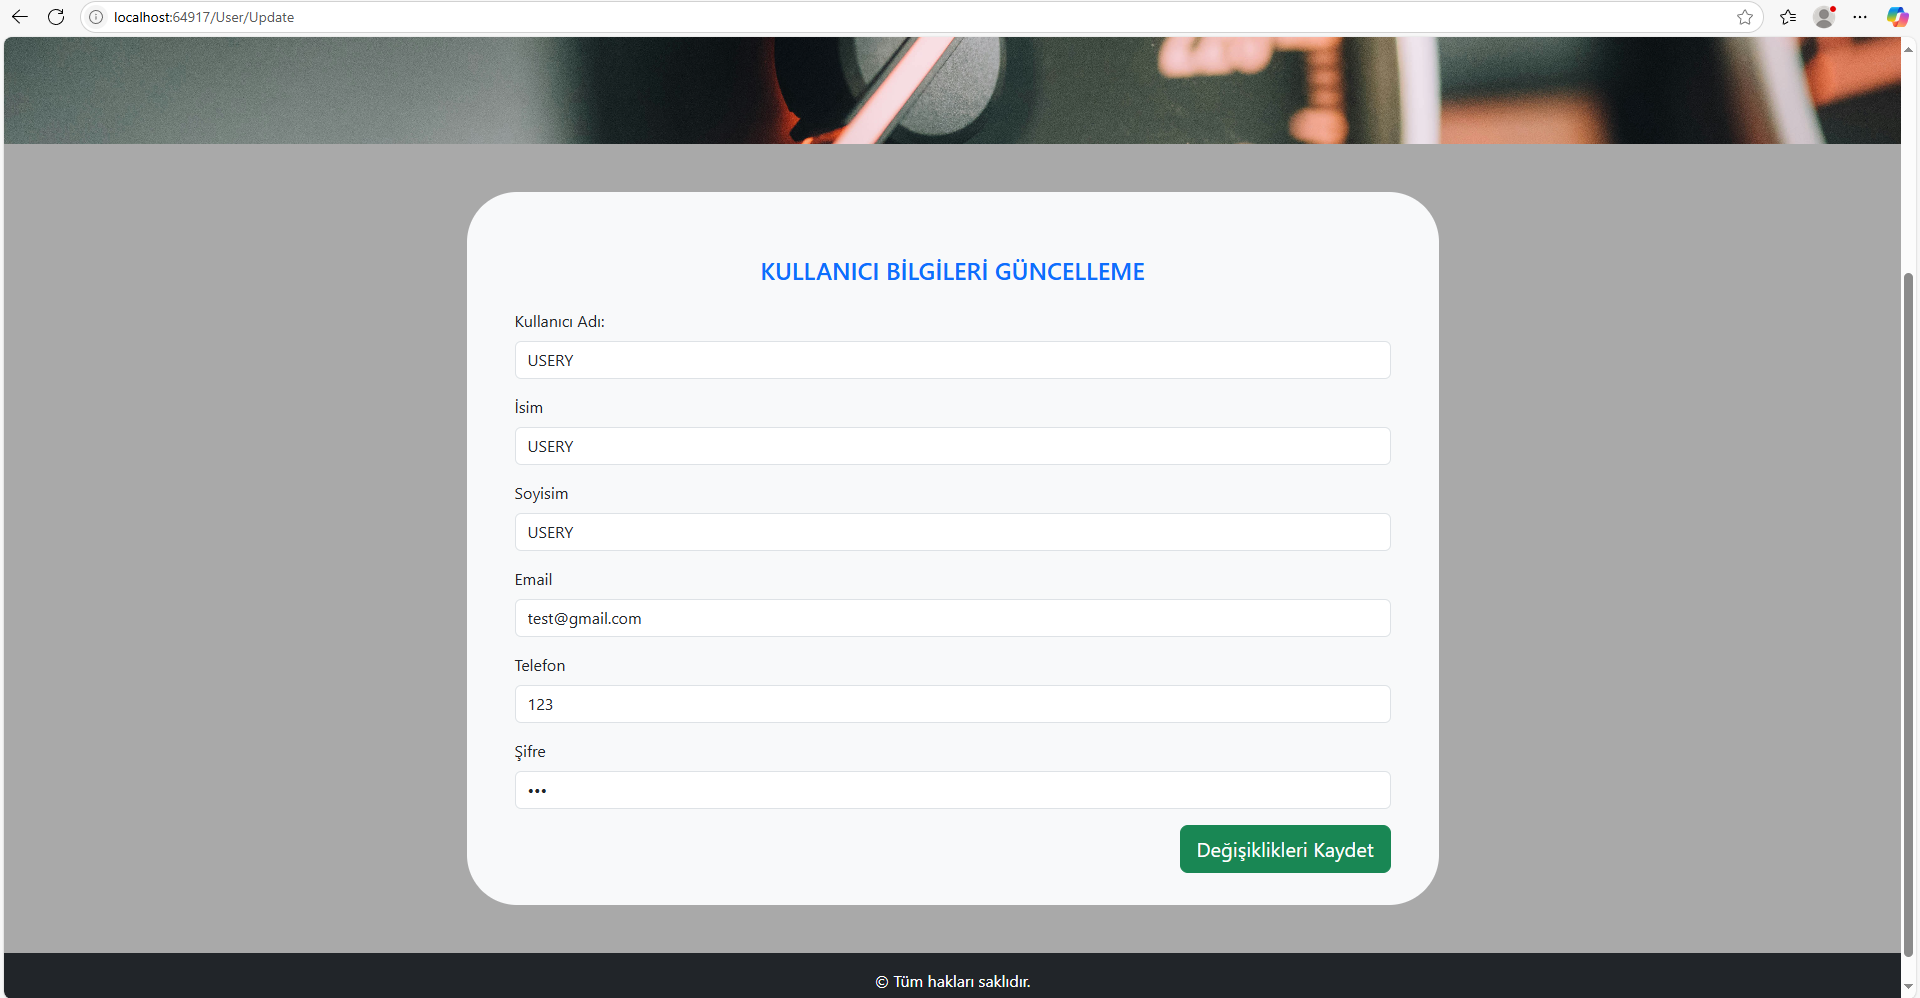 localhost:64917/User/Update
KULLANICI BİLGİLERİ GÜNCELLEME
Kullanıcı Adı:
USERY
İsim
USERY
Soyisim
USERY
Email
test@gmail.com
Telefon
123
Şifre
•••
Değişiklikleri Kaydet
© Tüm hakları saklıdır.